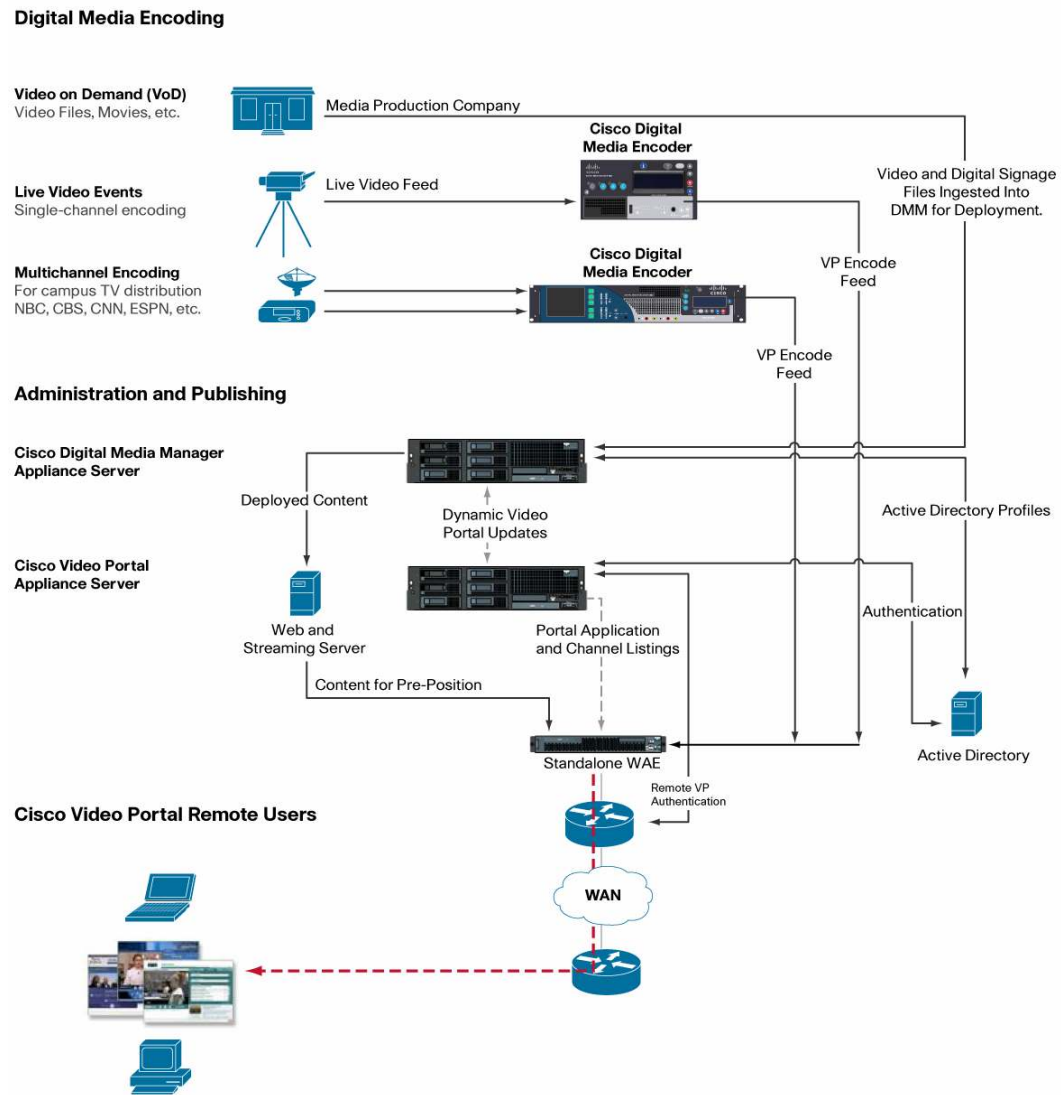 Digital Media Encoding
Video on Demand (VoD)
Video Files, Movies, etc.
Media Production Company
Cisco Digital
Media Encoder
Live Video Events
Single-channel encoding
Live Video Feed
Video and Digital Signage
Files Ingested Into
DMM for Deployment.
Multichannel Encoding
For campus TV distribution
NBC, CBS, CNN, ESPN, etc.
Cisco Digital
Media Encoder
VP Encode
Feed
VP Encode
Feed
Administration and Publishing
Cisco Digital Media Manager
Appliance Server
Deployed Content
Dynamic Video
Portal Updates
Active Directory Profiles
Cisco Video Portal
Appliance Server
Web and
Streaming Server
Portal Application
and Channel Listings
Authentication
Content for Pre-Position
Standalone WAE
Active Directory
Remote VP
Authentication
Cisco Video Portal Remote Users
WAN